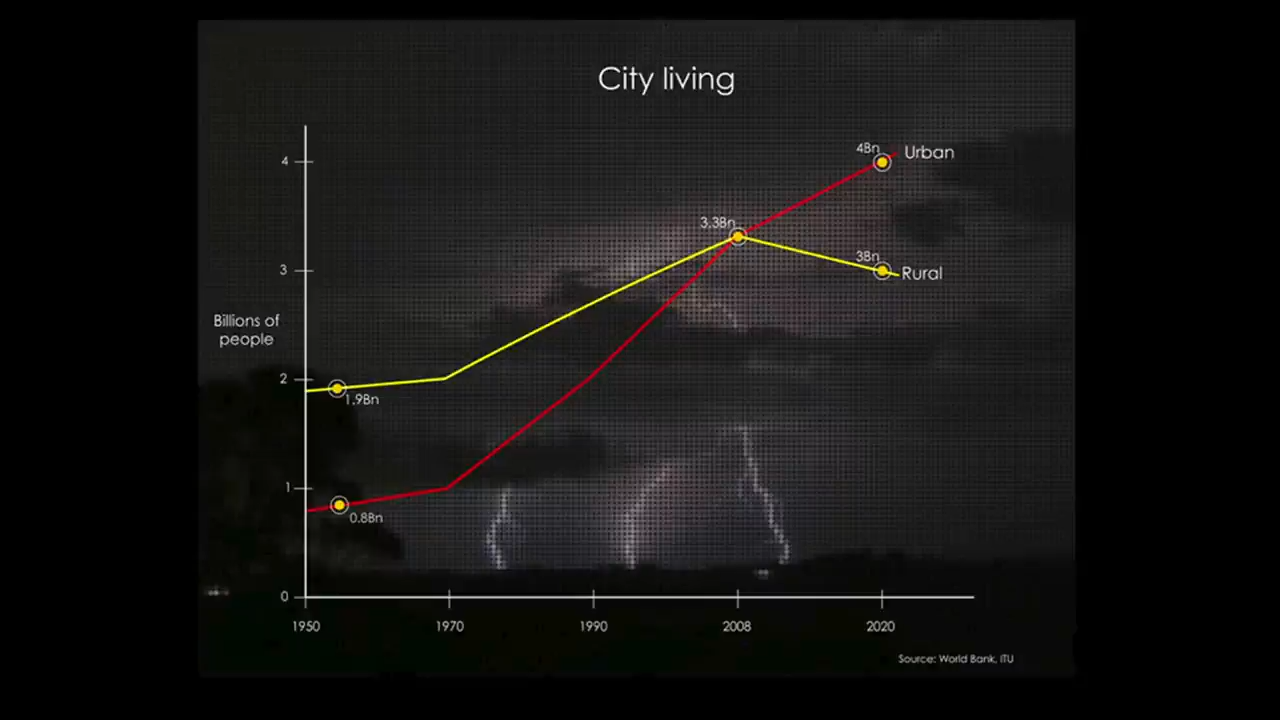 City living
4Bn
Urban
4
3.3Bn
3Bn
Rural
3
Billions of
people
2
1.9Bn
1
0.8Bn
0
1950
1970
1990
2008
2020
Source: World Bank, ITU